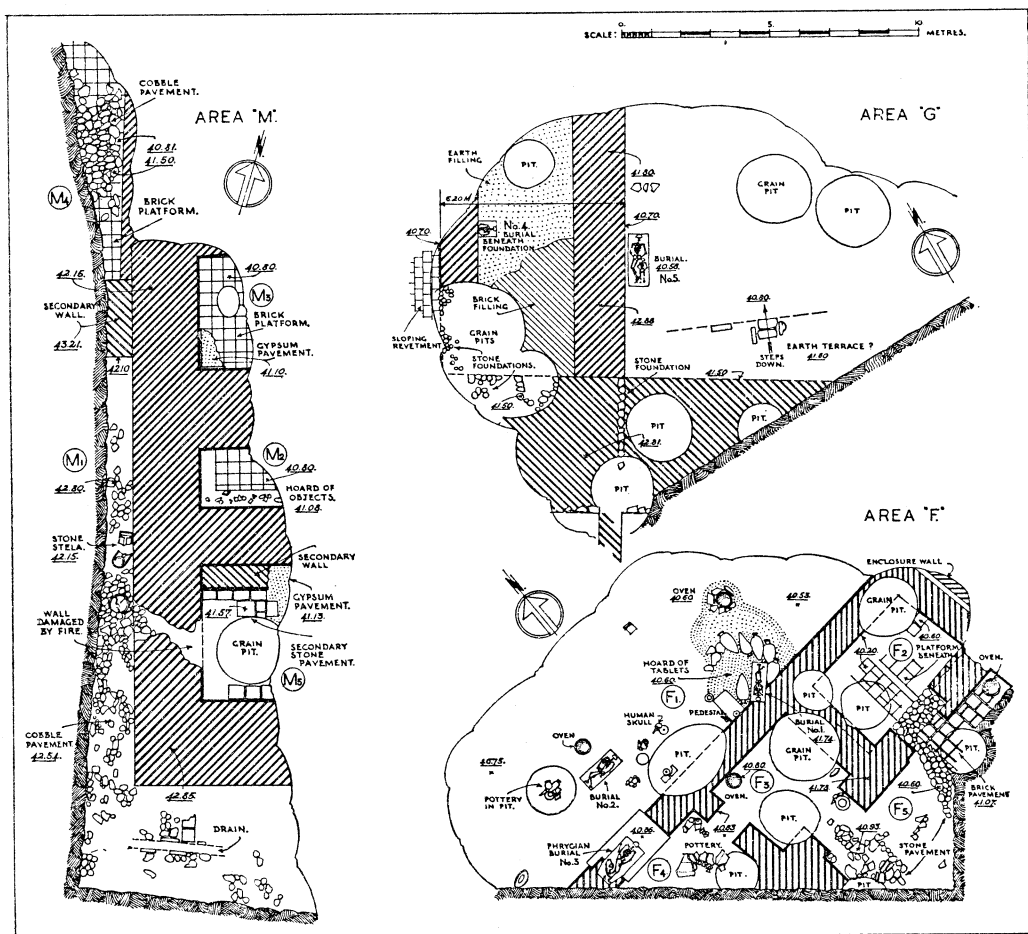 SCALE: 0. 5. 10 METRES.
AREA "M".
COBBLE
PAVEMENT.
40.81.
41.50.
M4
BRICK
PLATFORM.
42.15.
SECONDARY
WALL.
43.21.
42.10
40.80.
M3
BRICK
PLATFORM.
GYPSUM
PAVEMENT.
41.10.
M1
42.80.
M2
40.80.
HOARD OF
OBJECTS.
41.08.
STONE
STELA.
42.15.
SECONDARY
WALL
WALL
DAMAGED
BY FIRE.
41.57.
GYPSUM
PAVEMENT.
41.13.
GRAIN
PIT.
SECONDARY
STONE
PAVEMENT.
M5
COBBLE
PAVEMENT
42.54.
42.85.
DRAIN.
AREA "G"
EARTH
FILLING
PIT.
41.80.
6.20 M.
GRAIN
PIT
PIT
40.70.
No.4.
BURIAL
BENEATH
FOUNDATION.
40.70.
BURIAL.
40.58.
No5.
BRICK
FILLING
SLOPING
REVETMENT
GRAIN
PITS
STONE
FOUNDATIONS.
42.88
40.80.
STEPS
DOWN.
EARTH TERRACE ?
41.60
STONE
FOUNDATION
41.50
41.50.
42.81.
PIT.
PIT.
PIT.
AREA "F."
ENCLOSURE WALL
OVEN
40.60
40.53.
GRAIN
PIT.
40.60
PLATFORM
BENEATH
F2
40.20.
OVEN.
HOARD OF
TABLETS
40.60.
F1.
PEDESTAL
HUMAN
SKULL
PIT.
PIT
BURIAL
No.1.
41.74.
OVEN
PIT.
GRAIN
PIT.
PIT.
40.75.
POTTERY
IN PIT.
BURIAL
No2.
40.80.
OVEN.
F3
41.78.
40.60.
F5
BRICK
PAVEMENT
41.07.
PHRYGIAN
BURIAL
No.3
40.83
POTTERY.
F4
PIT.
40.93.
STONE
PAVEMENT
PIT.
PIT